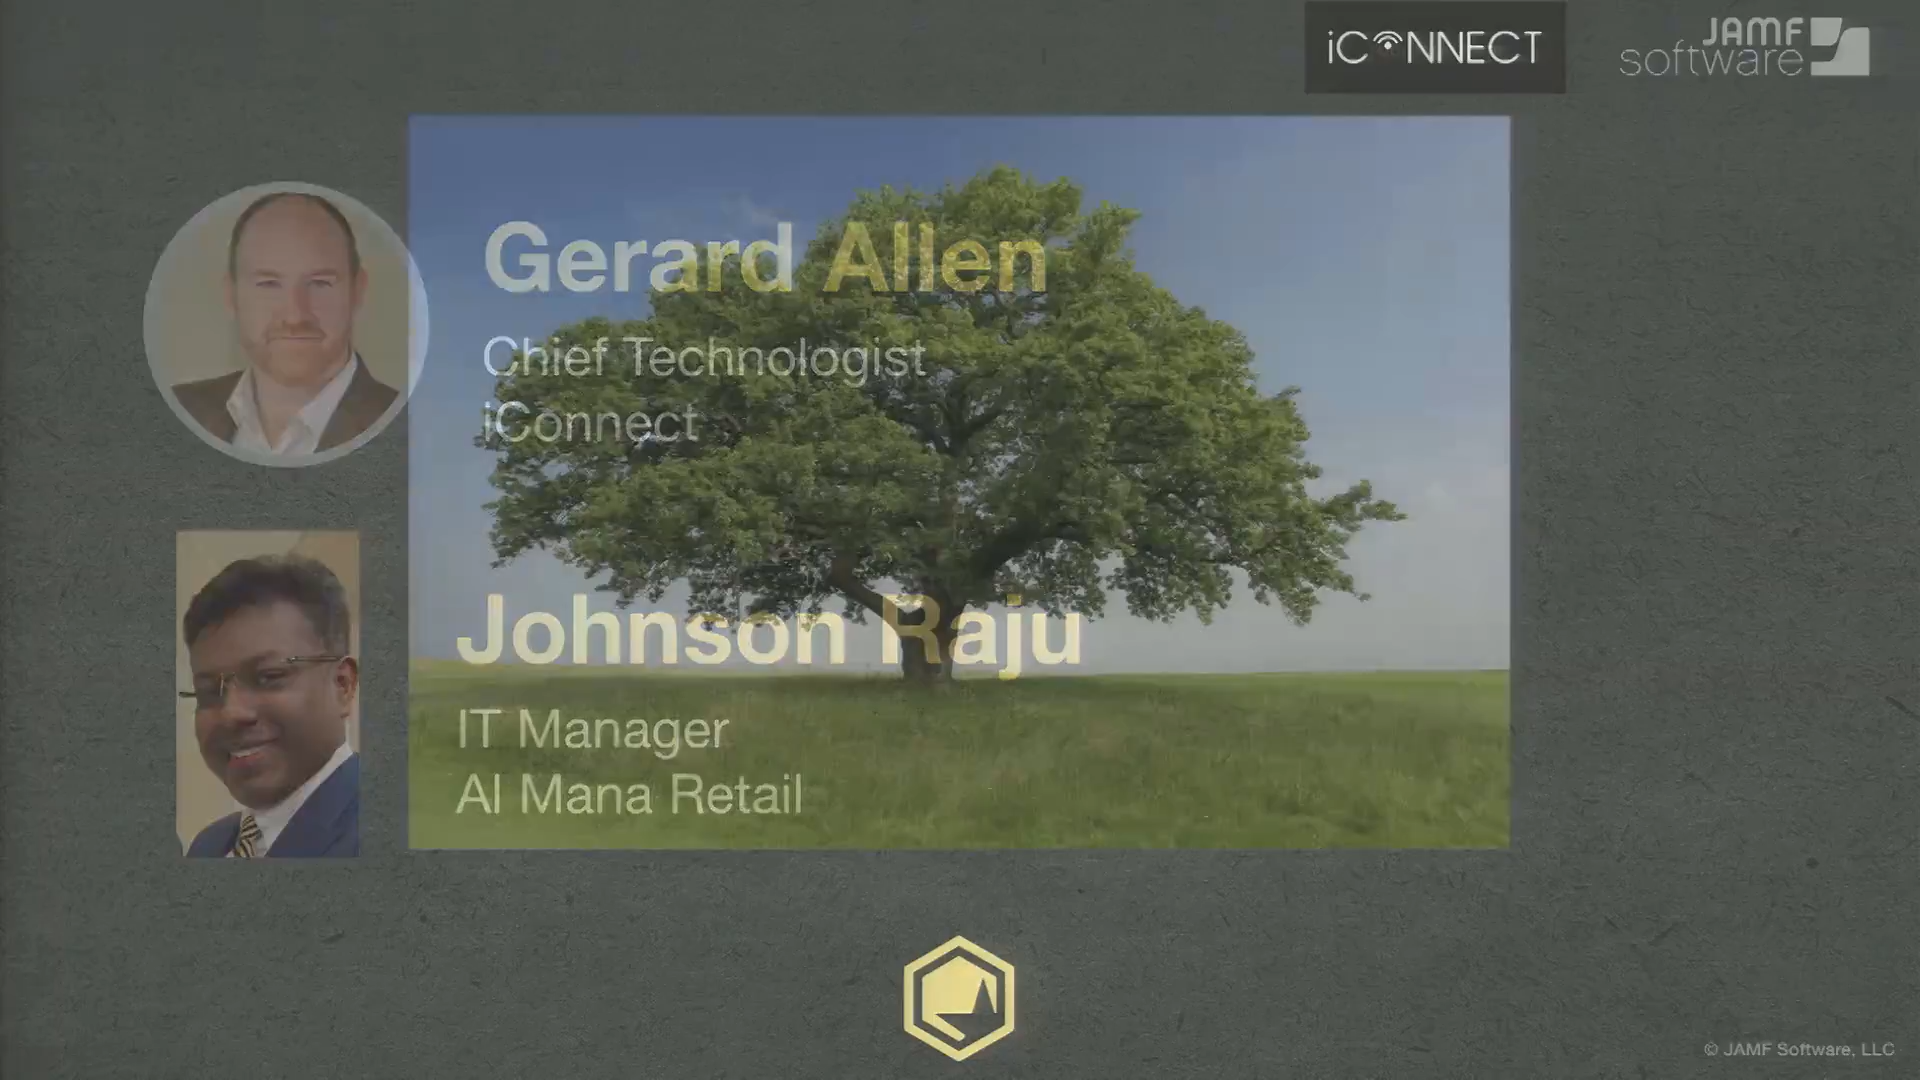 iCONNECT
JAMF
software
Gerard Allen
Chief Technologist
iConnect
Johnson Raju
IT Manager
Al Mana Retail
© JAMF Software, LLC